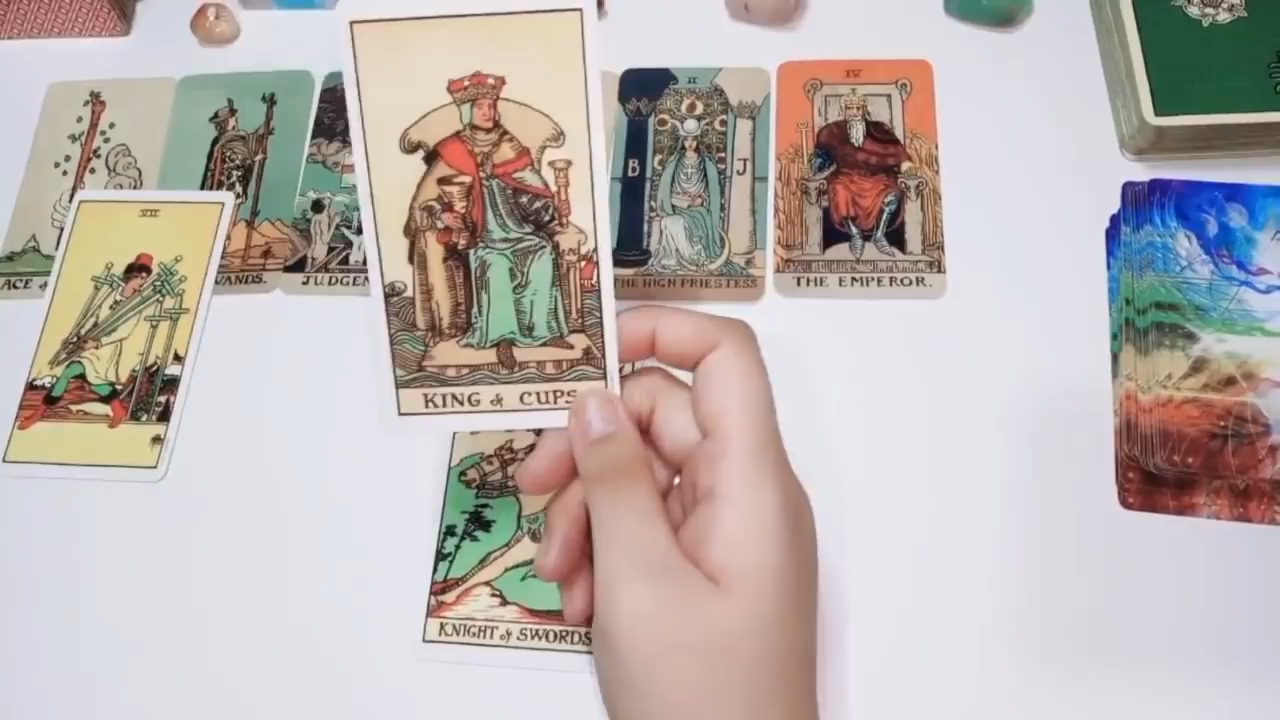 ACE of
WANDS.
JUDGEM
II
B
J
THE HIGH PRIESTESS
IV
THE EMPEROR.
VII
KING of CUPS
KNIGHT of SWORDS